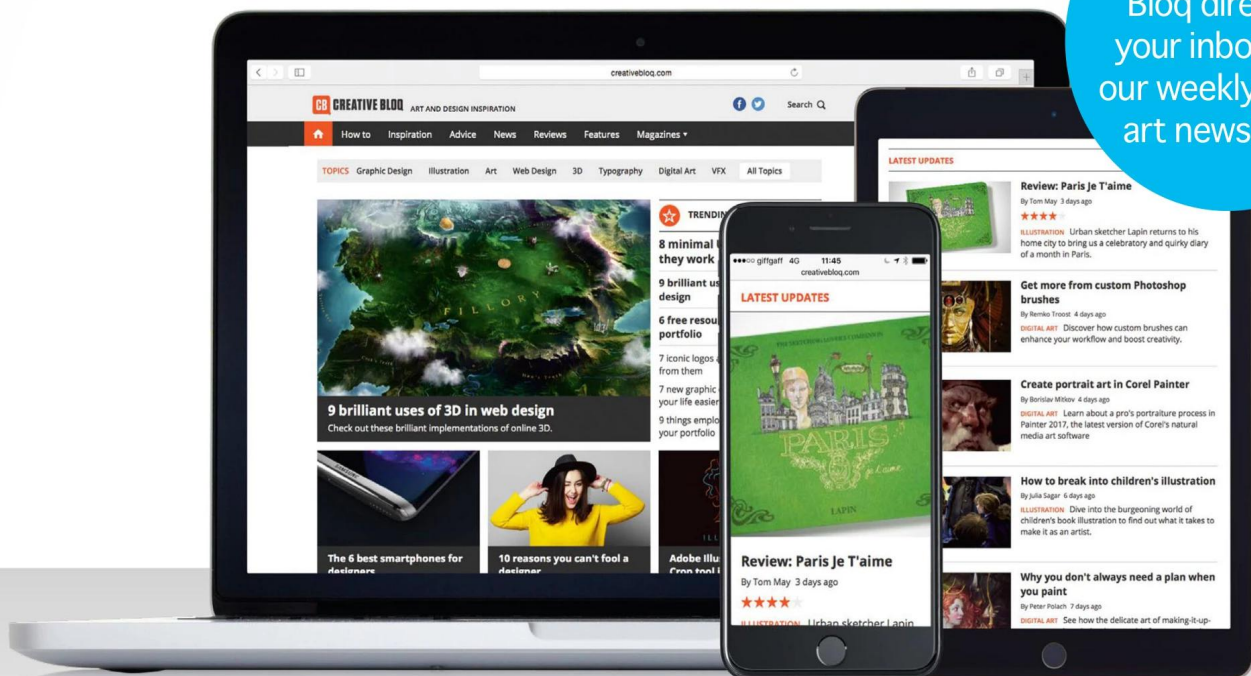 Bloq dire
your inbo
our weekly
art news
creativebloq.com
CB CREATIVE BLOQ ART AND DESIGN INSPIRATION
Search
How to Inspiration Advice News Reviews Features Magazines
TOPICS Graphic Design Illustration Art Web Design 3D Typography Digital Art VFX All Topics
FILLORY
9 brilliant uses of 3D in web design
Check out these brilliant implementations of online 3D.
TRENDIN
8 minimal
they work
9 brilliant us
design
6 free resou
portfolio
7 iconic logos
from them
7 new graphic
your life easier
9 things emplo
your portfolio
SAMSUNG
The 6 best smartphones for
designers
10 reasons you can't fool a
designer
ILL
Adobe Illu
Crop tool i
giffgaff 4G 11:45
creativebloq.com
LATEST UPDATES
THE SKETCHING LOVER'S COMPANION
PARIS
je t'aime
LAPIN
Review: Paris Je T'aime
By Tom May 3 days ago
ILLUSTRATION Urban sketcher Lapin
LATEST UPDATES
Review: Paris Je T'aime
By Tom May 3 days ago
ILLUSTRATION Urban sketcher Lapin returns to his
home city to bring us a celebratory and quirky diary
of a month in Paris.
Get more from custom Photoshop
brushes
By Remko Troost 4 days ago
DIGITAL ART Discover how custom brushes can
enhance your workflow and boost creativity.
Create portrait art in Corel Painter
By Borislav Mitkov 4 days ago
DIGITAL ART Learn about a pro's portraiture process in
Painter 2017, the latest version of Corel's natural
media art software
How to break into children's illustration
By Julia Sagar 6 days ago
ILLUSTRATION Dive into the burgeoning world of
children's book illustration to find out what it takes to
make it as an artist.
Why you don't always need a plan when
you paint
By Peter Polach 7 days ago
DIGITAL ART See how the delicate art of making-it-up-